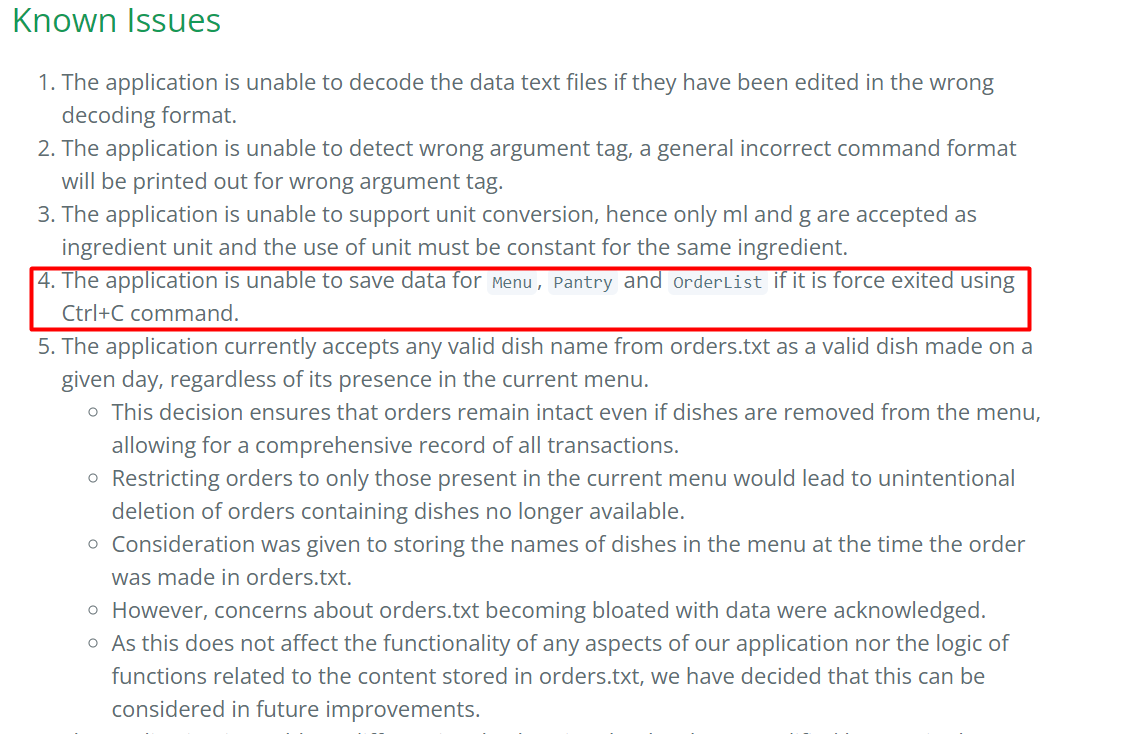 Known Issues
1. The application is unable to decode the data text files if they have been edited in the wrong
decoding format.
2. The application is unable to detect wrong argument tag, a general incorrect command format
will be printed out for wrong argument tag.
3. The application is unable to support unit conversion, hence only ml and g are accepted as
ingredient unit and the use of unit must be constant for the same ingredient.
4. The application is unable to save data for Menu, Pantry and OrderList if it is force exited using
Ctrl+C command.
5. The application currently accepts any valid dish name from orders.txt as a valid dish made on a
given day, regardless of its presence in the current menu.
○ This decision ensures that orders remain intact even if dishes are removed from the menu,
allowing for a comprehensive record of all transactions.
○ Restricting orders to only those present in the current menu would lead to unintentional
deletion of orders containing dishes no longer available.
○ Consideration was given to storing the names of dishes in the menu at the time the order
was made in orders.txt.
○ However, concerns about orders.txt becoming bloated with data were acknowledged.
○ As this does not affect the functionality of any aspects of our application nor the logic of
functions related to the content stored in orders.txt, we have decided that this can be
considered in future improvements.